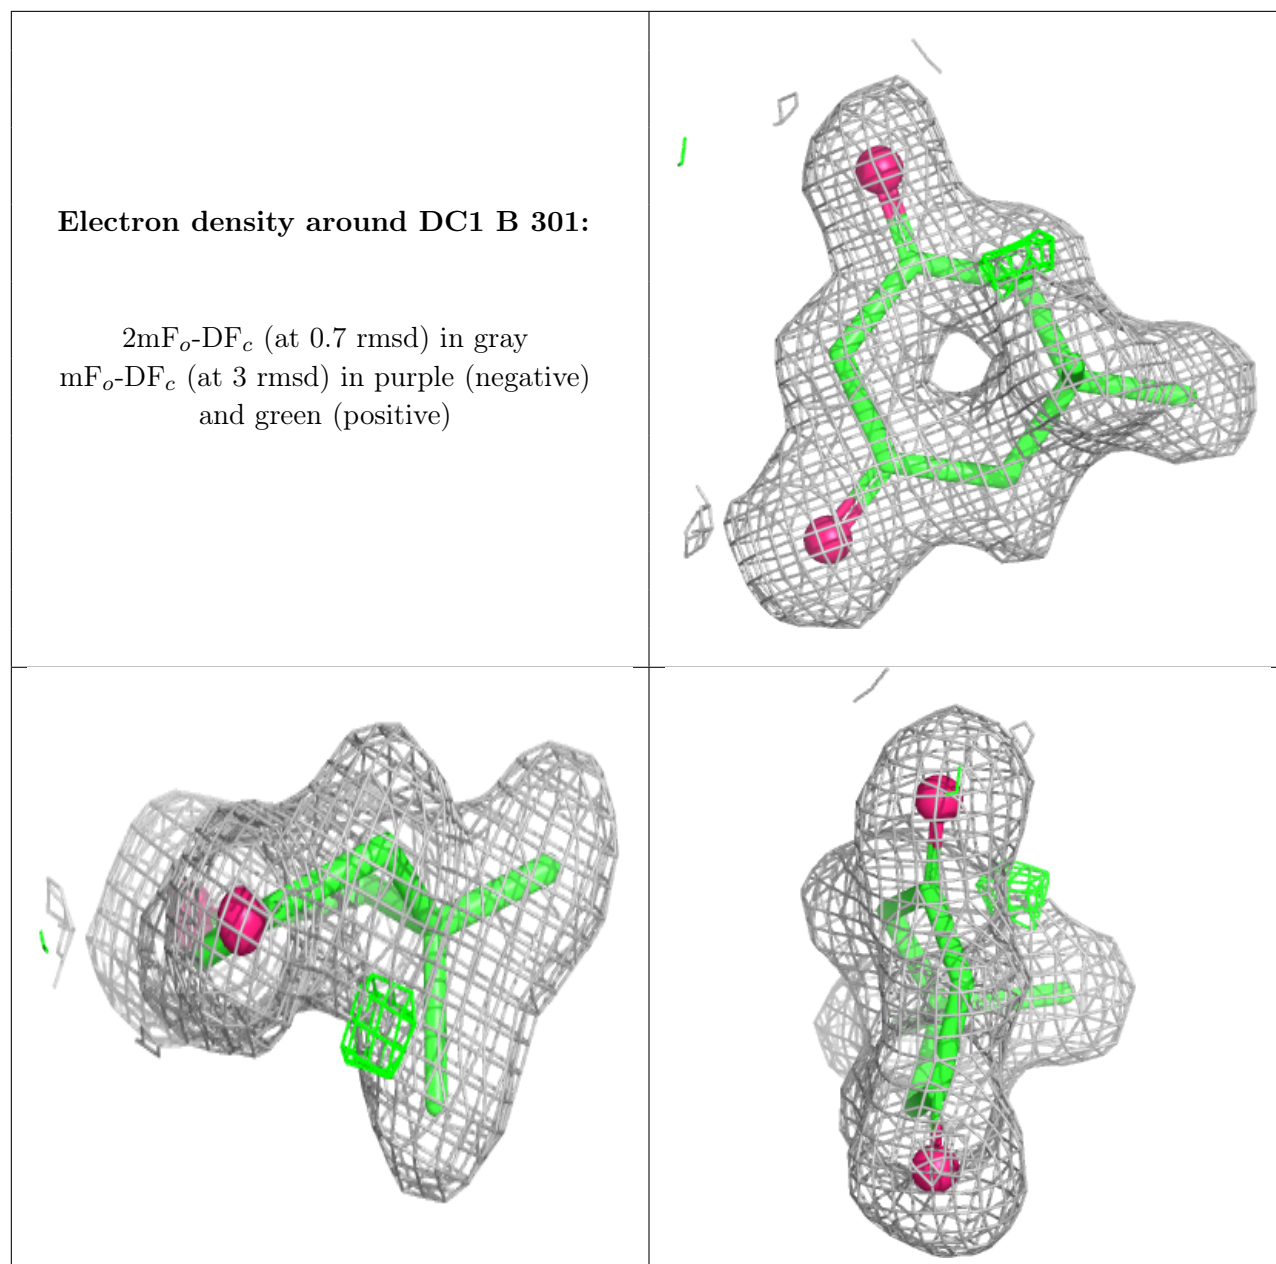 Electron density around DC1 B 301:
2mFₒ-DF𝒸 (at 0.7 rmsd) in gray
mFₒ-DF𝒸 (at 3 rmsd) in purple (negative)
and green (positive)